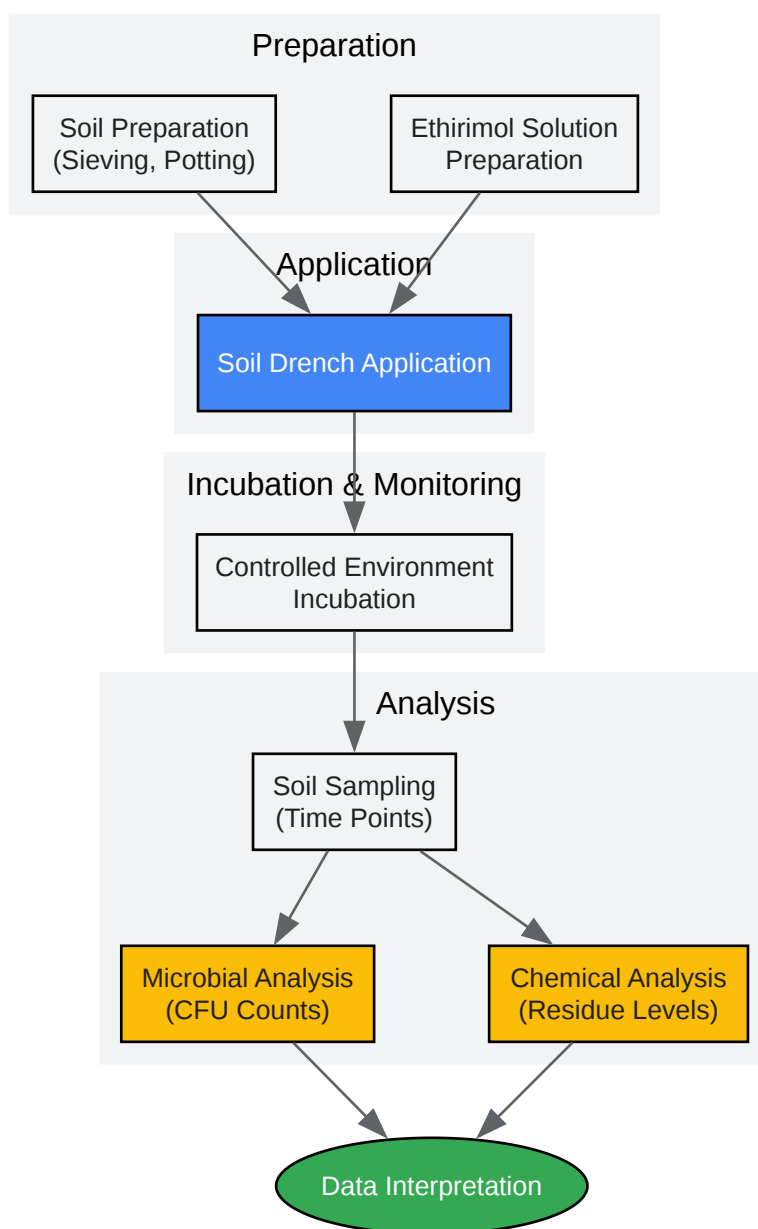 Preparation
Soil Preparation
(Sieving, Potting)
Ethirimol Solution
Preparation
Application
Soil Drench Application
Incubation & Monitoring
Controlled Environment
Incubation
Analysis
Soil Sampling
(Time Points)
Microbial Analysis
(CFU Counts)
Chemical Analysis
(Residue Levels)
Data Interpretation